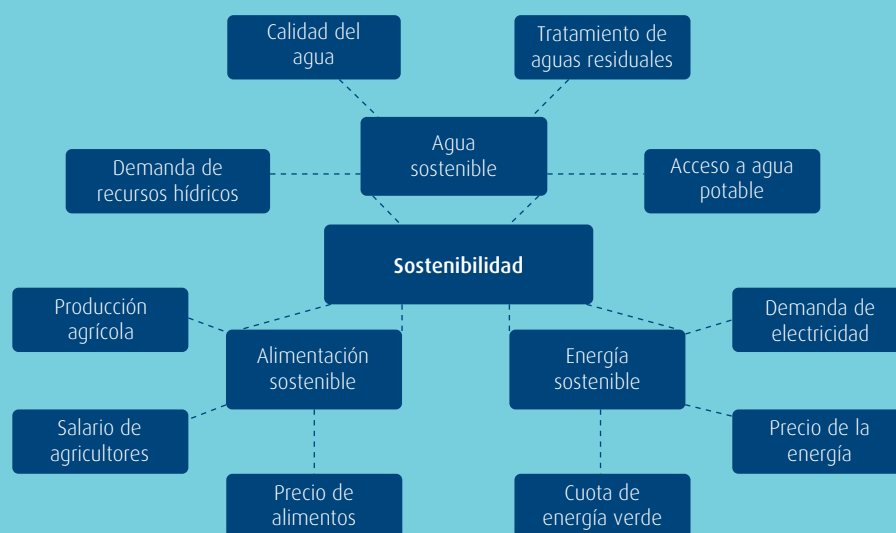 Calidad del
agua
Tratamiento de
aguas residuales
Agua
sostenible
Demanda de
recursos hídricos
Acceso a agua
potable
Sostenibilidad
Producción
agrícola
Demanda de
electricidad
Alimentación
sostenible
Energía
sostenible
Salario de
agricultores
Precio de la
energía
Precio de
alimentos
Cuota de
energía verde